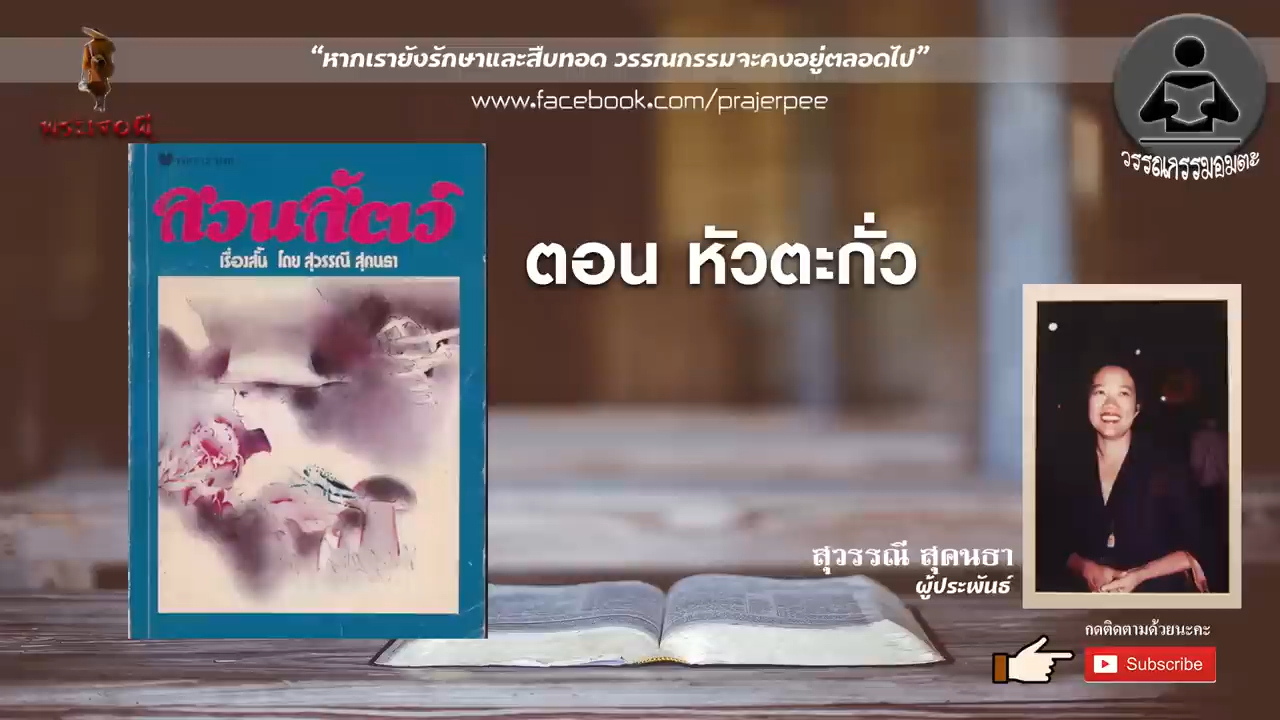 “หากเรายังรักษาและสืบทอด วรรณกรรมจะคงอยู่ตลอดไป”
www.facebook.com/prajerpee
พระเจอผี
วรรณกรรมอมตะ
สวนสัตว์
เรื่องสั้น โดย สุวรรณี สุคนธา
ตอน หัวตะกั่ว
สุวรรณี สุคนธา
ผู้ประพันธ์
กดติดตามด้วยนะคะ
Subscribe